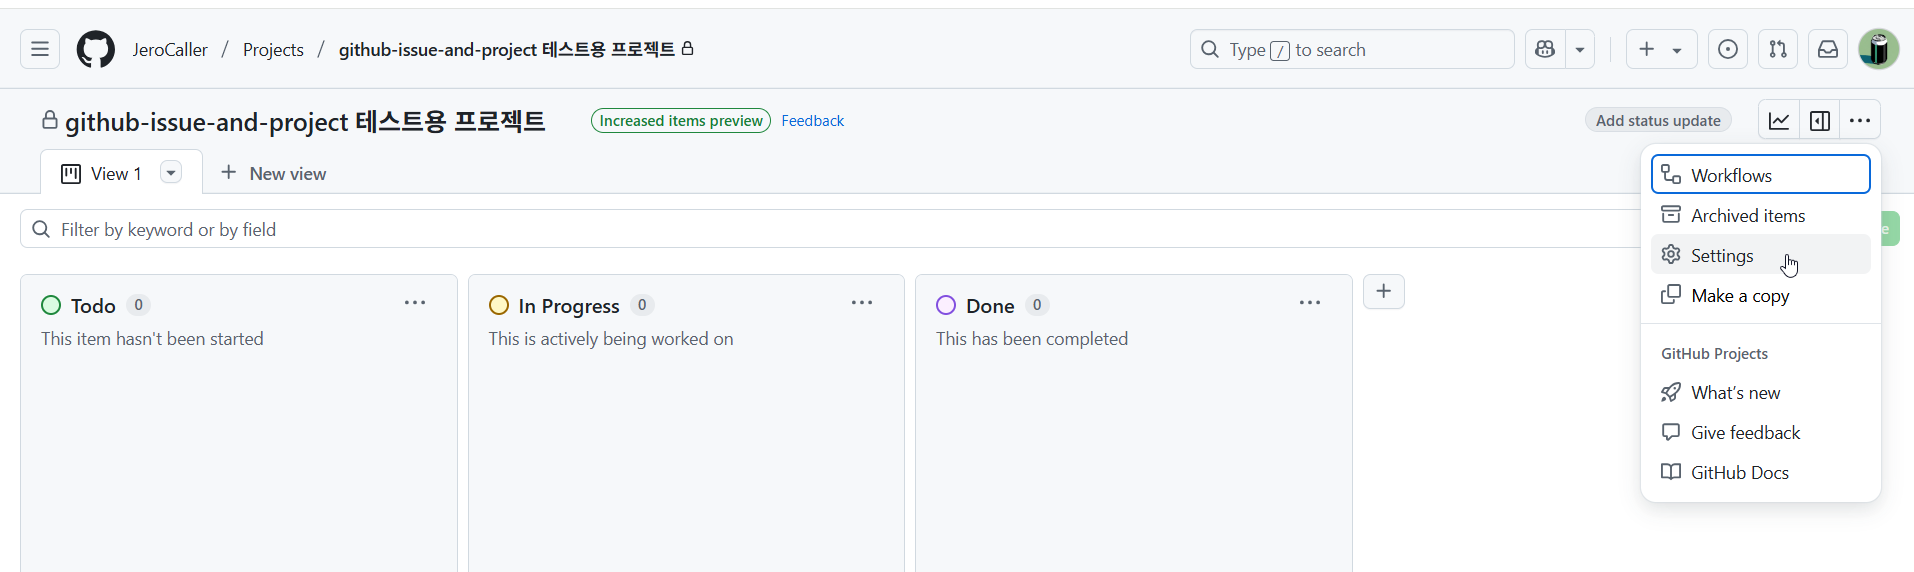 JeroCaller / Projects / github-issue-and-project 테스트용 프로젝트
Type / to search
github-issue-and-project 테스트용 프로젝트
Increased items preview
Feedback
Add status update
View 1
New view
Filter by keyword or by field
Todo 0
This item hasn't been started
In Progress 0
This is actively being worked on
Done 0
This has been completed
Workflows
Archived items
Settings
Make a copy
GitHub Projects
What's new
Give feedback
GitHub Docs